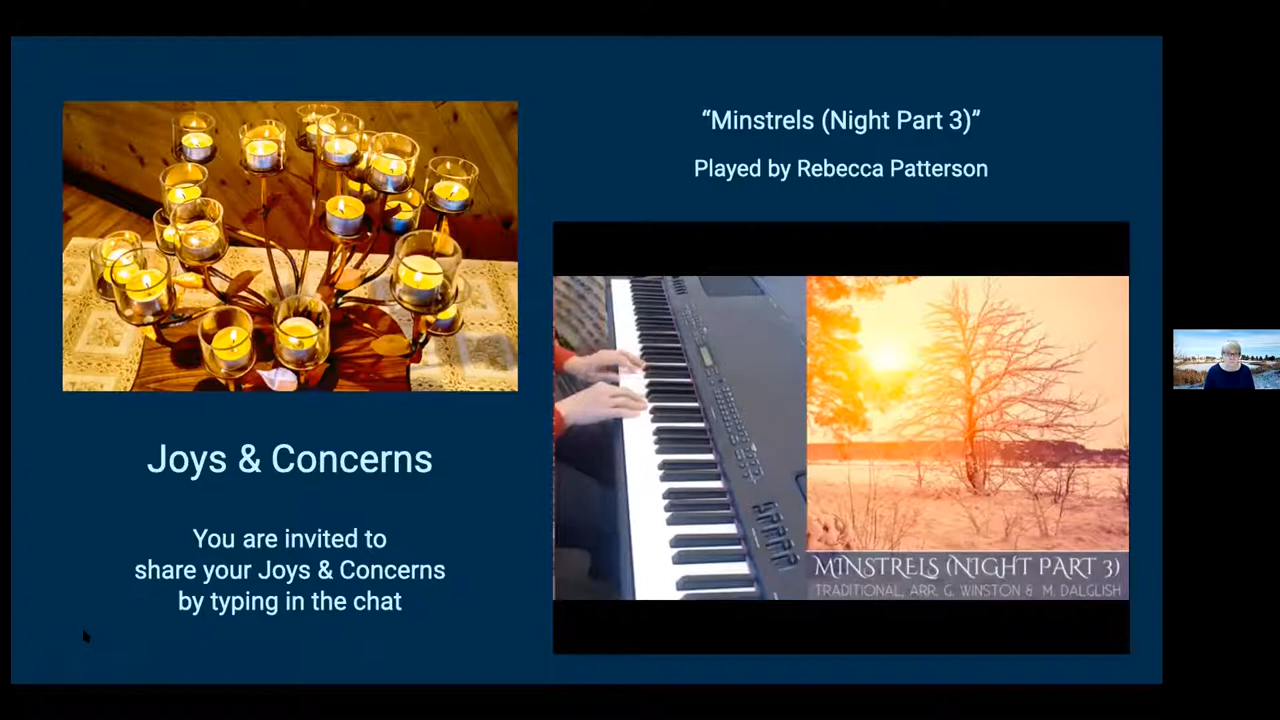 “Minstrels (Night Part 3)”
Played by Rebecca Patterson
Joys & Concerns
You are invited to
share your Joys & Concerns
by typing in the chat
MINSTRELS (NIGHT PART 3)
TRADITIONAL, ARR. G. WINSTON & M. DALGLISH